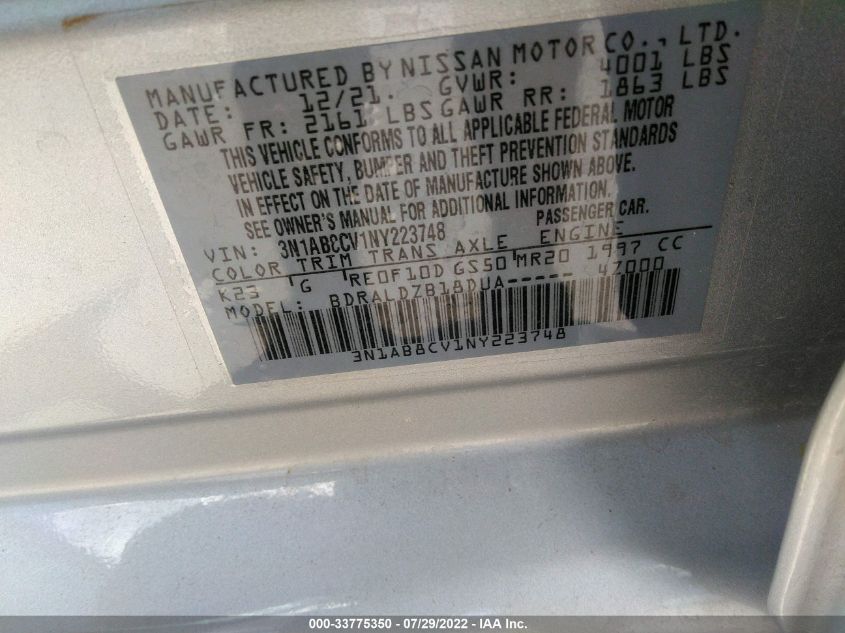 MANUFACTURED BY NISSAN MOTOR CO., LTD.
DATE: 12/21 GVWR: 4001 LBS
GAWR FR: 2161 LBS GAWR RR: 1863 LBS
THIS VEHICLE CONFORMS TO ALL APPLICABLE FEDERAL MOTOR
VEHICLE SAFETY, BUMPER AND THEFT PREVENTION STANDARDS
IN EFFECT ON THE DATE OF MANUFACTURE SHOWN ABOVE.
SEE OWNER'S MANUAL FOR ADDITIONAL INFORMATION.
VIN: 3N1AB8CV1NY223748 PASSENGER CAR.
COLOR TRIM TRANS AXLE ENGINE
K23 G RE0F10D GS50 MR20 1997 CC
MODEL: BDRALDZB18DUA----- 47000
3N1AB8CV1NY223748
000-33775350 / 07/29/2022 - IAA Inc.